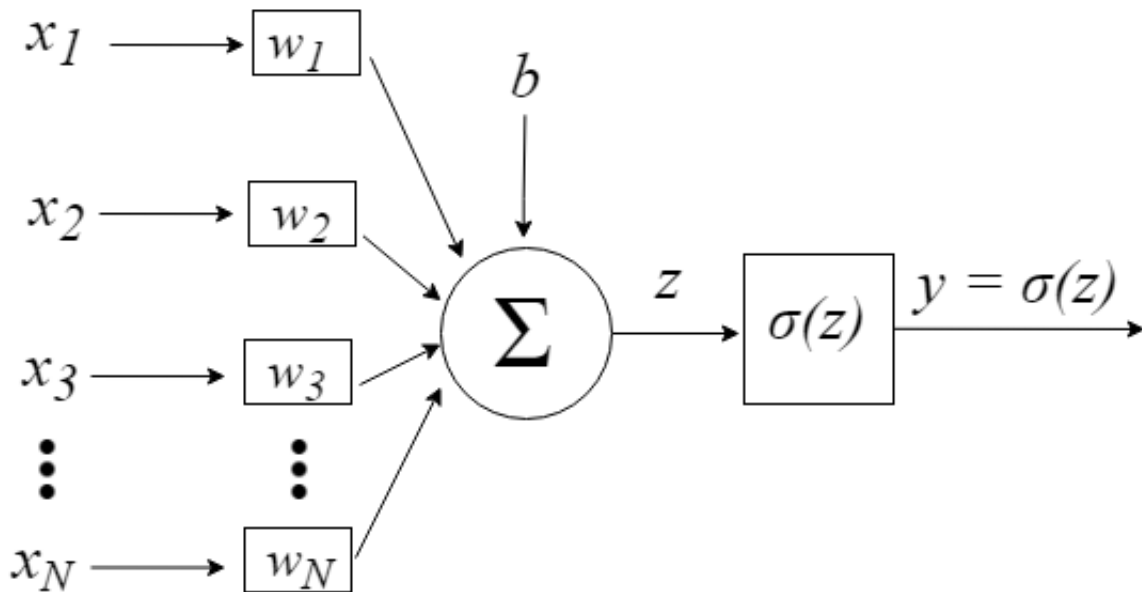 x1 w1
b
x2 w2
z
y = σ(z)
Σ
σ(z)
x3 w3
xN wN